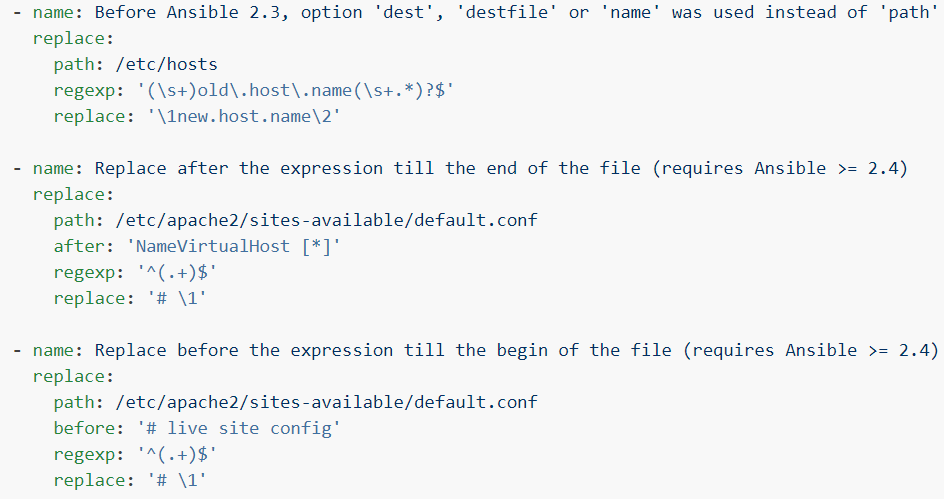 - name: Before Ansible 2.3, option 'dest', 'destfile' or 'name' was used instead of 'path'
  replace:
    path: /etc/hosts
    regexp: '(\s+)old\.host\.name(\s+.*)?$'
    replace: '\1new.host.name\2'

- name: Replace after the expression till the end of the file (requires Ansible >= 2.4)
  replace:
    path: /etc/apache2/sites-available/default.conf
    after: 'NameVirtualHost [*]'
    regexp: '^(.+)$'
    replace: '# \1'

- name: Replace before the expression till the begin of the file (requires Ansible >= 2.4)
  replace:
    path: /etc/apache2/sites-available/default.conf
    before: '# live site config'
    regexp: '^(.+)$'
    replace: '# \1'